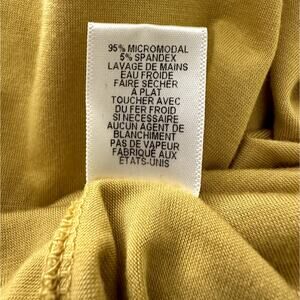 95% MICROMODAL
5% SPANDEX
LAVAGE DE MAINS
EAU FROIDE
FAIRE SÉCHER
À PLAT
TOUCHER AVEC
DU FER FROID
SI NECESSAIRE
AUCUN AGENT DE
BLANCHIMENT
PAS DE VAPEUR
FABRIQUÉ AUX
ÉTATS-UNIS